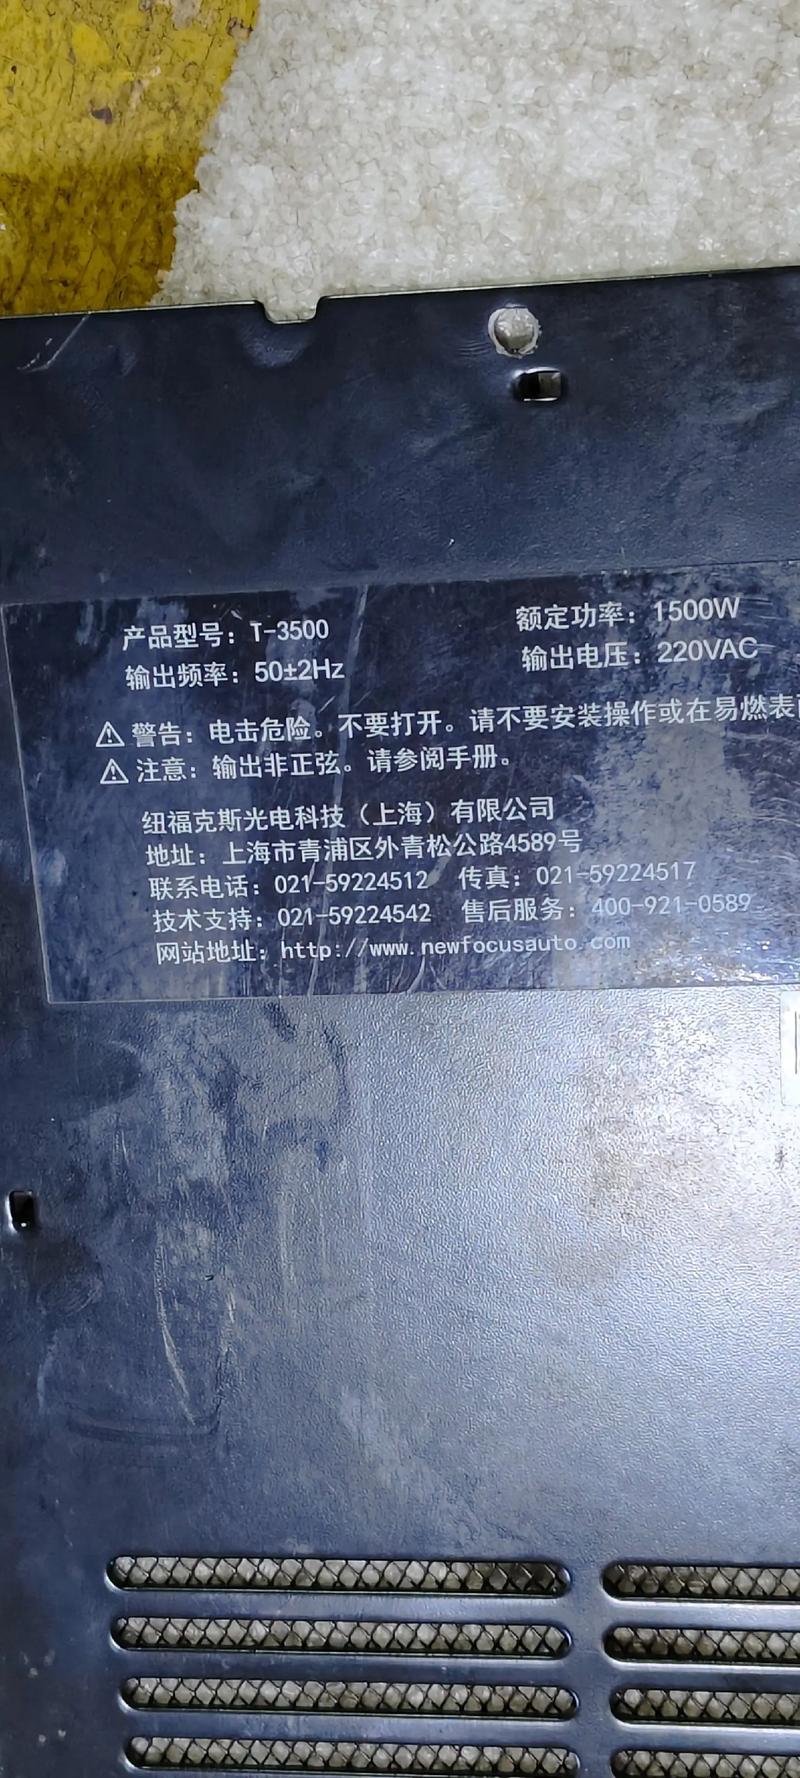 产品型号：T-3500 额定功率：1500W
输出频率：50±2Hz 输出电压：220VAC
警告：电击危险。不要打开。请不要安装操作或在易燃表
注意：输出非正弦。请参阅手册。
纽福克斯光电科技（上海）有限公司
地址：上海市青浦区外青松公路4589号
联系电话：021-59224512 传真：021-59224517
技术支持：021-59224542 售后服务：400-921-0589
网站地址：http://www.newfocusauto.com